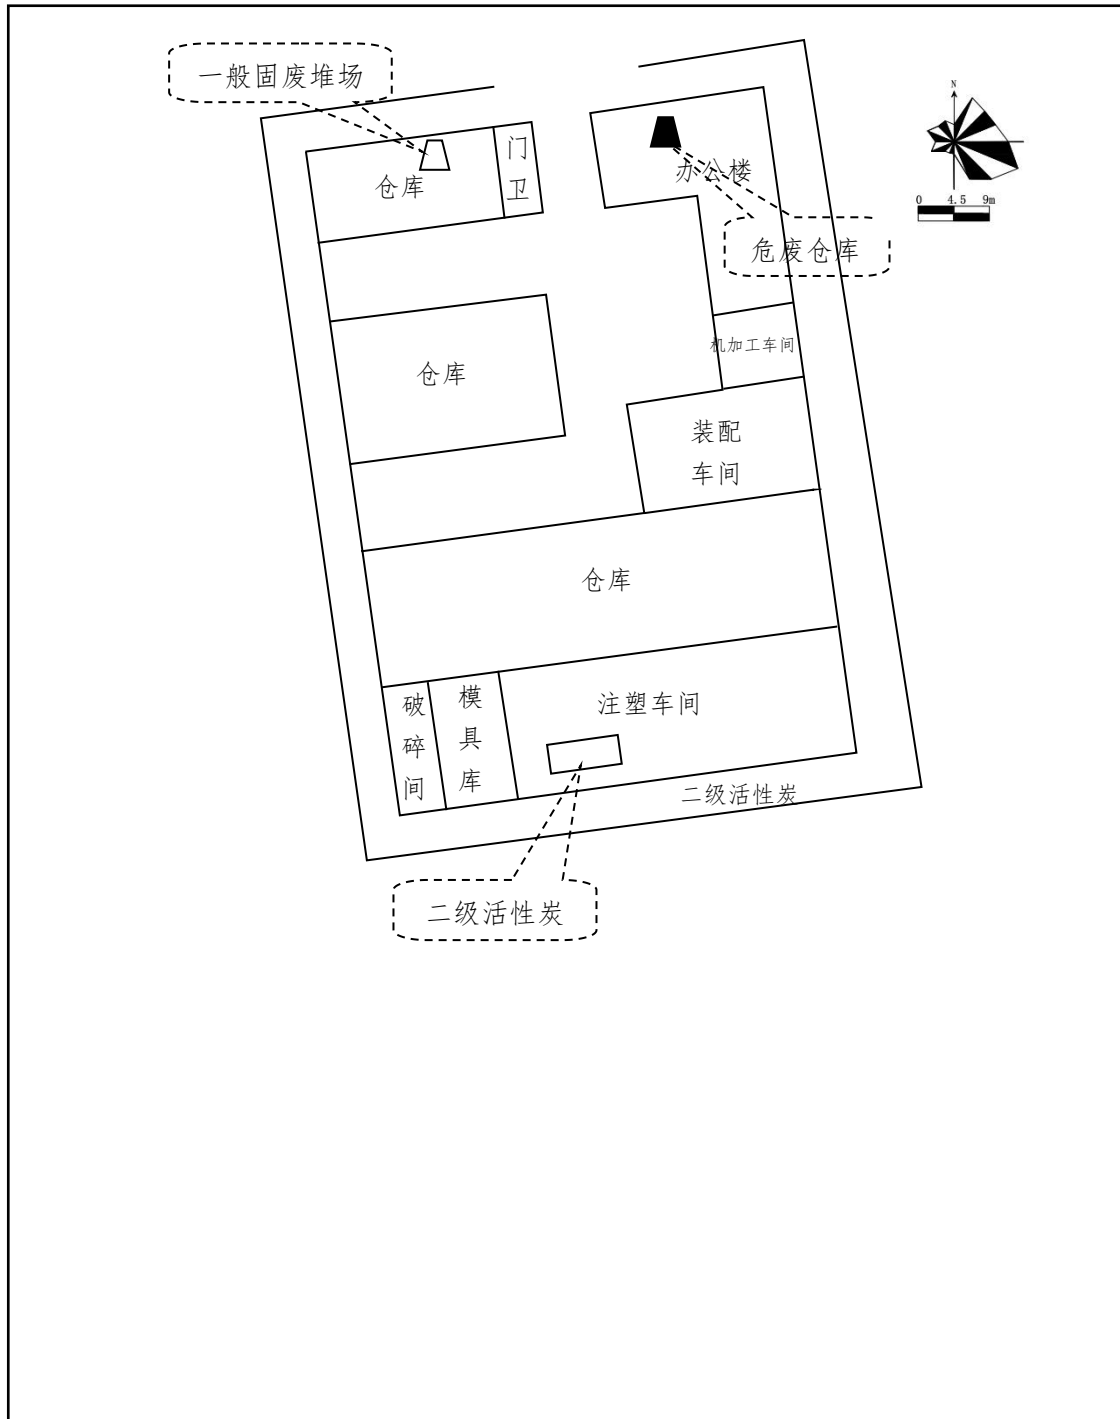 一般固废堆场
N
门卫
仓库
办公楼
0 4.5 9m
危废仓库
机加工车间
仓库
装配
车间
仓库
破碎间
模具库
注塑车间
二级活性炭
二级活性炭